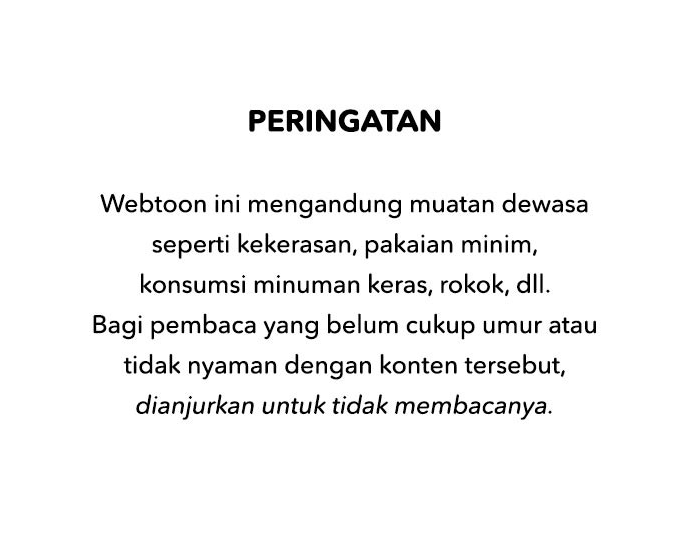 PERINGATAN
Webtoon ini mengandung muatan dewasa
seperti kekerasan, pakaian minim,
konsumsi minuman keras, rokok, dll.
Bagi pembaca yang belum cukup umur atau
tidak nyaman dengan konten tersebut,
dianjurkan untuk tidak membacanya.